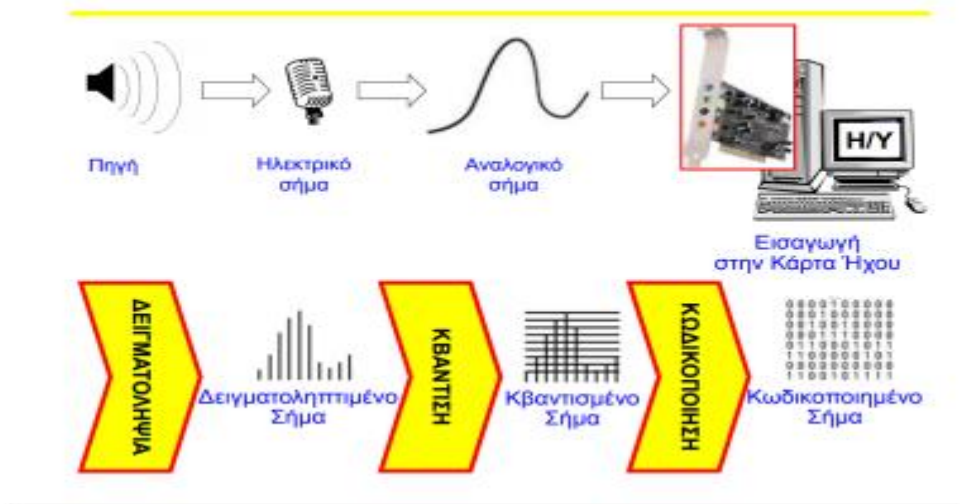 Πηγή
Ηλεκτρικό
σήμα
Αναλογικό
σήμα
Η/Υ
Εισαγωγή
στην Κάρτα Ήχου
ΔΕΙΓΜΑΤΟΛΗΨΙΑ
Δειγματοληπτιμένο
Σήμα
ΚΒΑΝΤΙΣΗ
Κβαντισμένο
Σήμα
ΚΩΔΙΚΟΠΟΙΗΣΗ
Κωδικοποιημένο
Σήμα